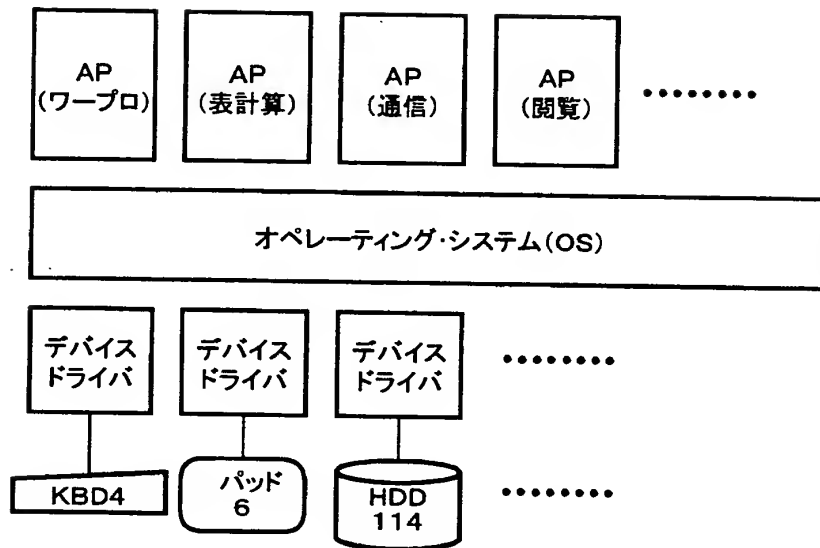 AP
(ワープロ)
AP
(表計算)
AP
(通信)
AP
(閲覧)
••••••••
オペレーティング・システム(OS)
デバイス
ドライバ
デバイス
ドライバ
デバイス
ドライバ
••••••••
KBD4
パッド
6
HDD
114
••••••••